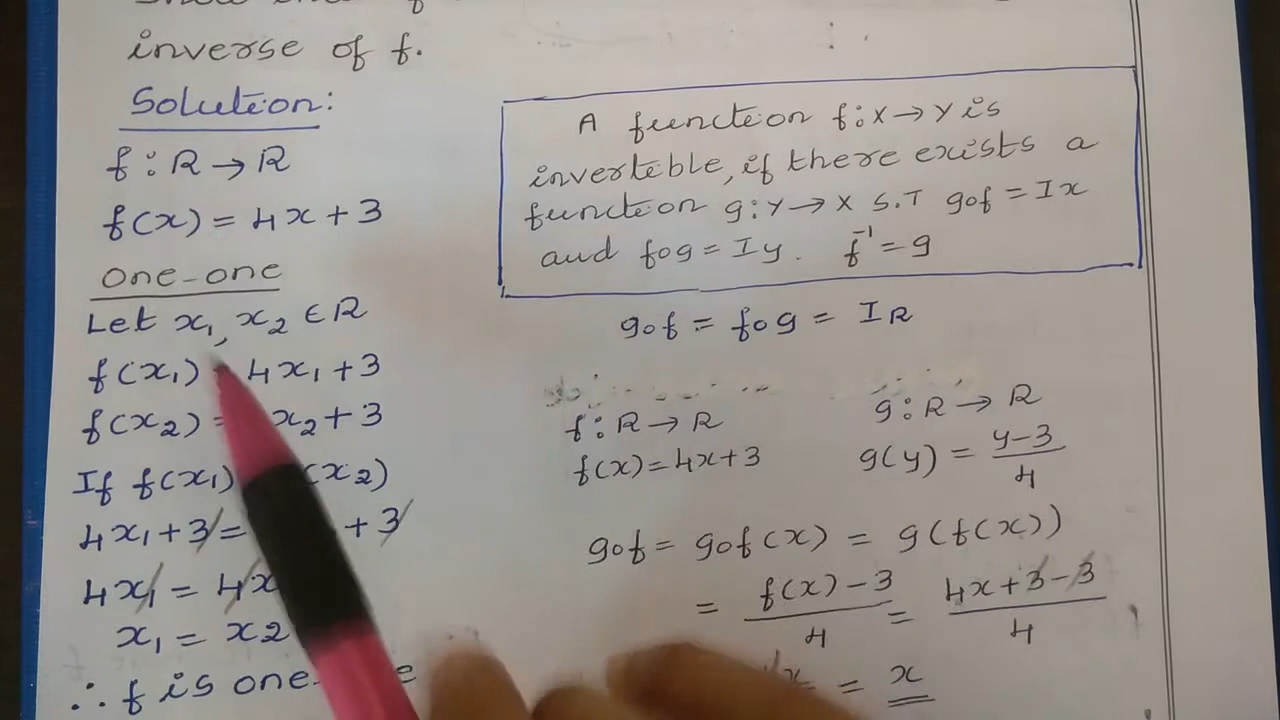 inverse of f.
Solution:
f : R → R
f(x) = 4x + 3
one-one
Let x₁, x₂ ∈ R
f(x₁) 4x₁ + 3
f(x₂) = x₂ + 3
If f(x₁) (x₂)
4x₁ + 3 = + 3
4x₁ = 4x
x₁ = x₂
∴ f is one
A function f : X → Y is
invertible, if there exists a
function g : Y → X S.T gof = Ix
and fog = Iy. f⁻¹ = g
gof = fog = IR
f : R → R g : R → R
f(x) = 4x + 3 g(y) = (y-3)/4
gof = gof(x) = g(f(x))
= (f(x) - 3)/4 = (4x + 3 - 3)/4
= x